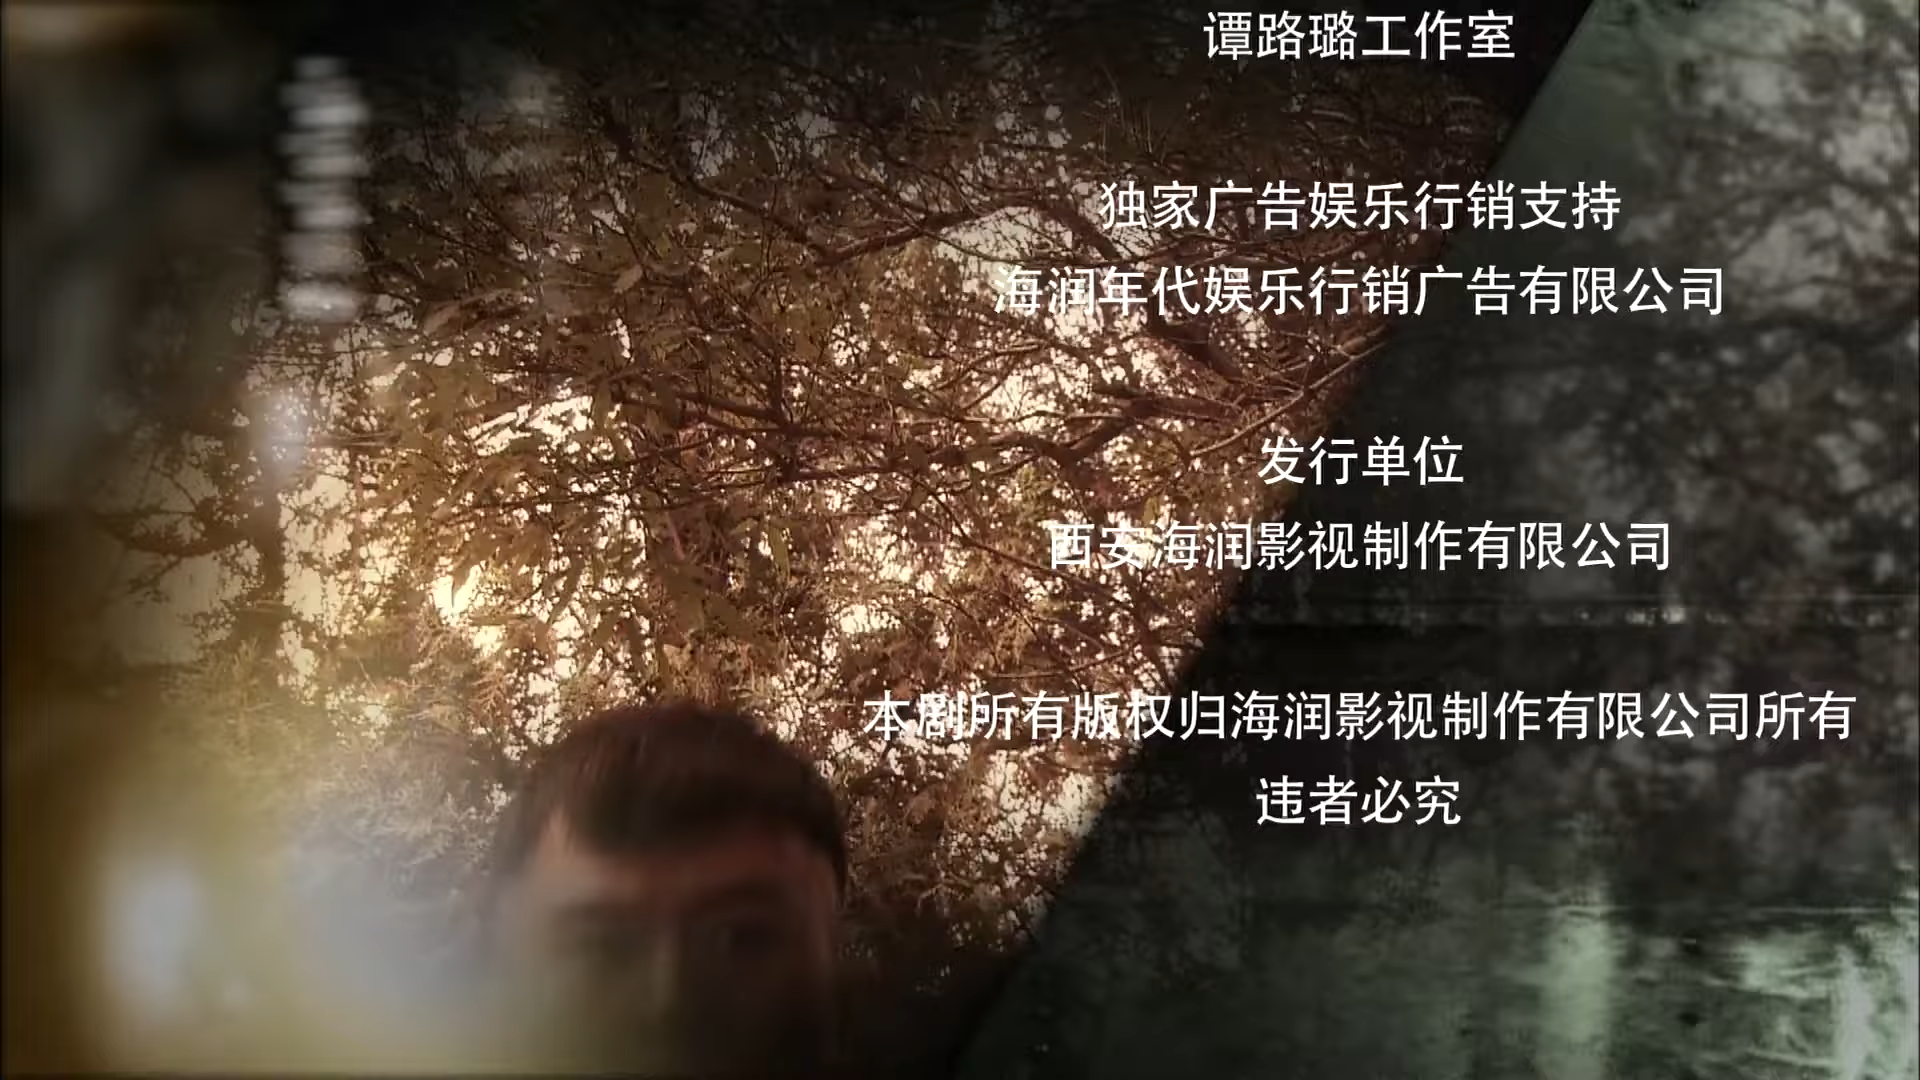 谭路璐工作室
独家广告娱乐行销支持
海润年代娱乐行销广告有限公司
发行单位
西安海润影视制作有限公司
本剧所有版权归海润影视制作有限公司所有
违者必究